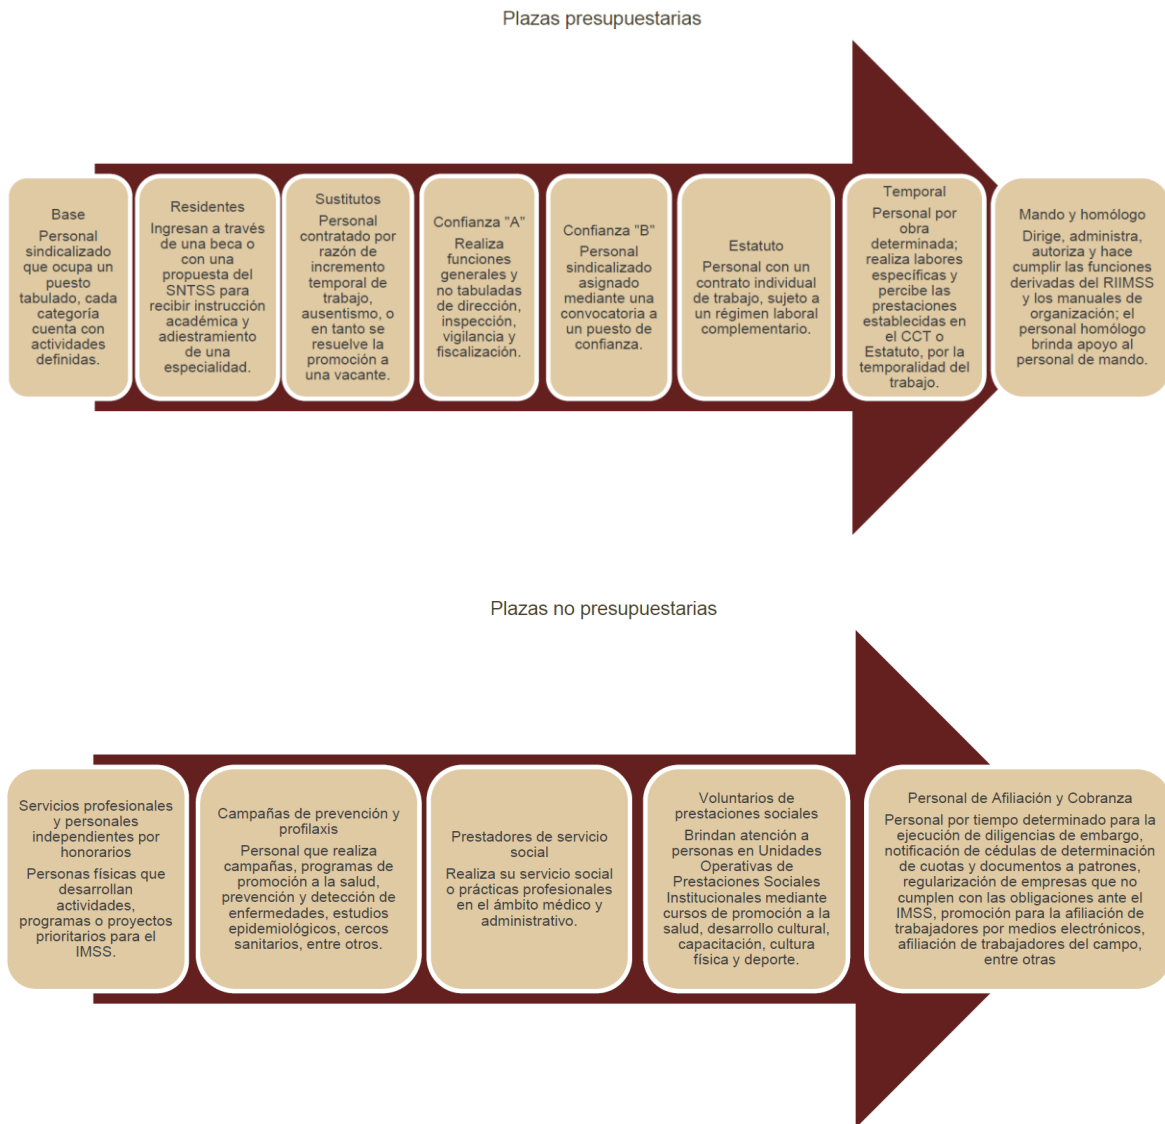 Plazas presupuestarias
Base
Personal
sindicalizado
que ocupa un
puesto
tabulado, cada
categoría
cuenta con
actividades
definidas.
Residentes
Ingresan a través
de una beca o
con una
propuesta del
SNTSS para
recibir instrucción
académica y
adiestramiento
de una
especialidad.
Sustitutos
Personal
contratado por
razón de
incremento
temporal de
trabajo,
ausentismo, o
en tanto se
resuelve la
promoción a
una vacante.
Confianza "A"
Realiza
funciones
generales y
no tabuladas
de dirección,
inspección,
vigilancia y
fiscalización.
Confianza "B"
Personal
sindicalizado
asignado
mediante una
convocatoria a
un puesto de
confianza.
Estatuto
Personal con un
contrato individual
de trabajo, sujeto a
un régimen laboral
complementario.
Temporal
Personal por
obra
determinada;
realiza labores
específicas y
percibe las
prestaciones
establecidas en
el CCT o
Estatuto, por la
temporalidad del
trabajo.
Mando y homólogo
Dirige, administra,
autoriza y hace
cumplir las funciones
derivadas del RIIMSS
y los manuales de
organización; el
personal homólogo
brinda apoyo al
personal de mando.
Plazas no presupuestarias
Servicios profesionales
y personales
independientes por
honorarios
Personas físicas que
desarrollan
actividades,
programas o proyectos
prioritarios para el
IMSS.
Campañas de prevención y
profilaxis
Personal que realiza
campañas, programas de
promoción a la salud,
prevención y detección de
enfermedades, estudios
epidemiológicos, cercos
sanitarios, entre otros.
Prestadores de servicio
social
Realiza su servicio social
o prácticas profesionales
en el ámbito médico y
administrativo.
Voluntarios de
prestaciones sociales
Brindan atención a
personas en Unidades
Operativas de
Prestaciones Sociales
Institucionales mediante
cursos de promoción a la
salud, desarrollo cultural,
capacitación, cultura
física y deporte.
Personal de Afiliación y Cobranza
Personal por tiempo determinado para la
ejecución de diligencias de embargo,
notificación de cédulas de determinación
de cuotas y documentos a patrones,
regularización de empresas que no
cumplen con las obligaciones ante el
IMSS, promoción para la afiliación de
trabajadores por medios electrónicos,
afiliación de trabajadores del campo,
entre otras